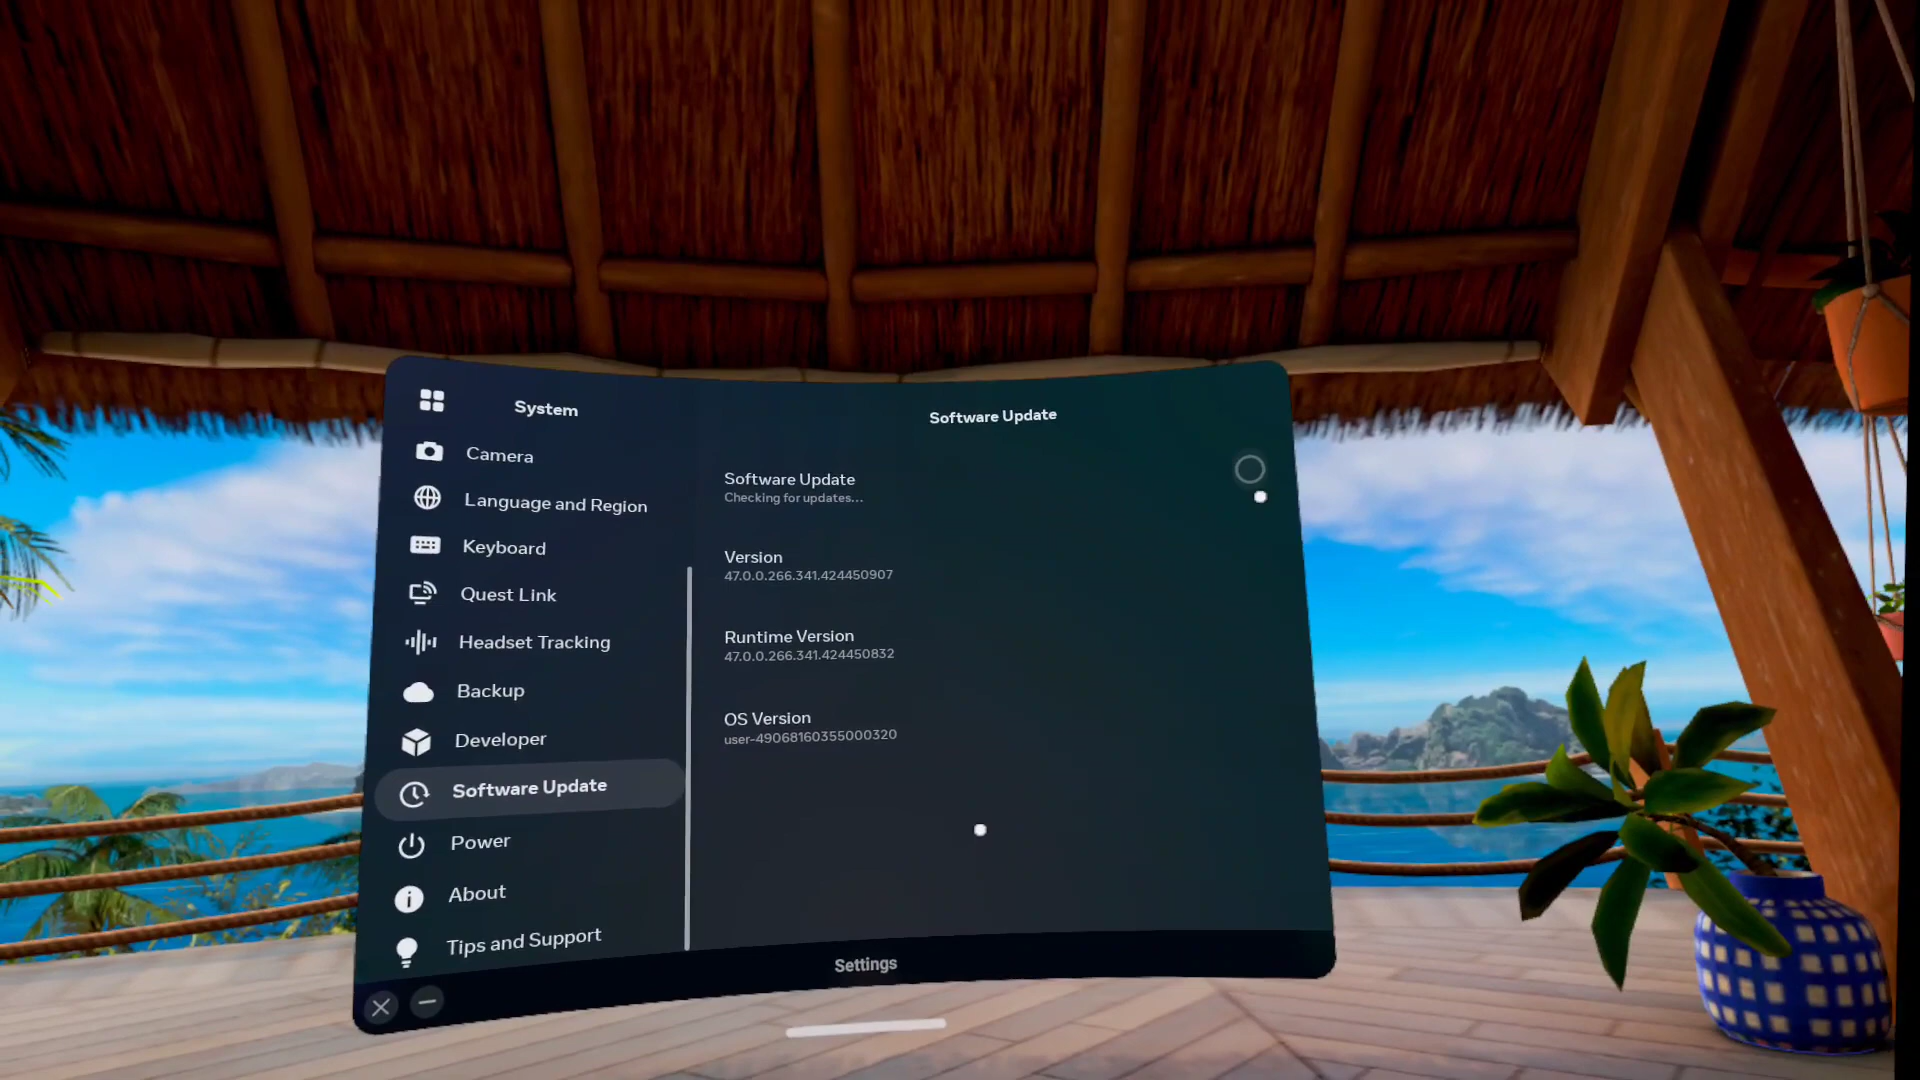 System
Camera
Language and Region
Keyboard
Quest Link
Headset Tracking
Backup
Developer
Software Update
Power
About
Tips and Support
Software Update
Software Update
Checking for updates...
Version
47.0.0.266.341.424450907
Runtime Version
47.0.0.266.341.424450832
OS Version
user-49068160355000320
Settings